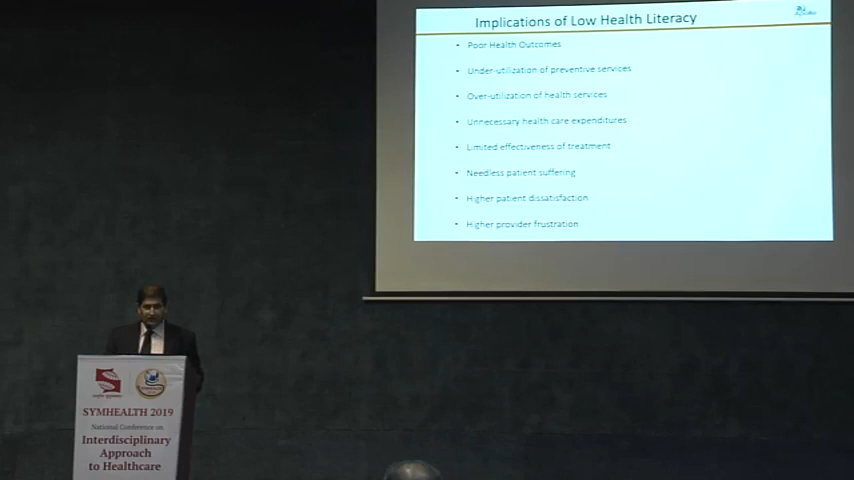 Implications of Low Health Literacy
• Poor Health Outcomes
• Under-utilization of preventive services
• Over-utilization of health services
• Unnecessary health care expenditures
• Limited effectiveness of treatment
• Needless patient suffering
• Higher patient dissatisfaction
• Higher provider frustration
SYMHEALTH 2019
National Conference on
Interdisciplinary
Approach
to Healthcare